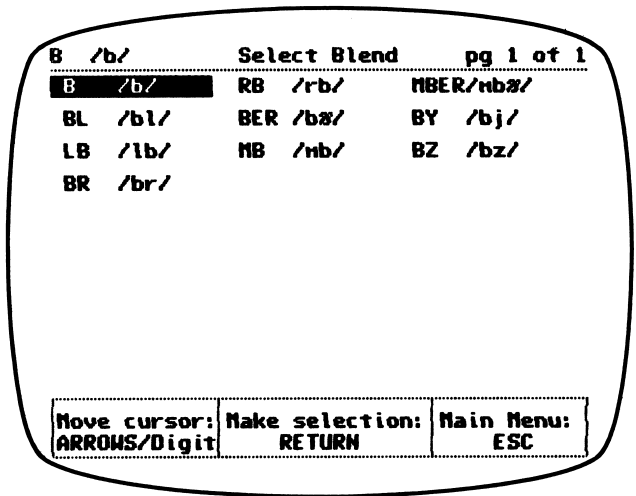 B /b/ Select Blend pg 1 of 1
B /b/ RB /rb/ MBER/mbɚ/
BL /bl/ BER /bɚ/ BY /bj/
LB /lb/ MB /mb/ BZ /bz/
BR /br/
Move cursor: Make selection: Main Menu:
ARROWS/Digit RETURN ESC